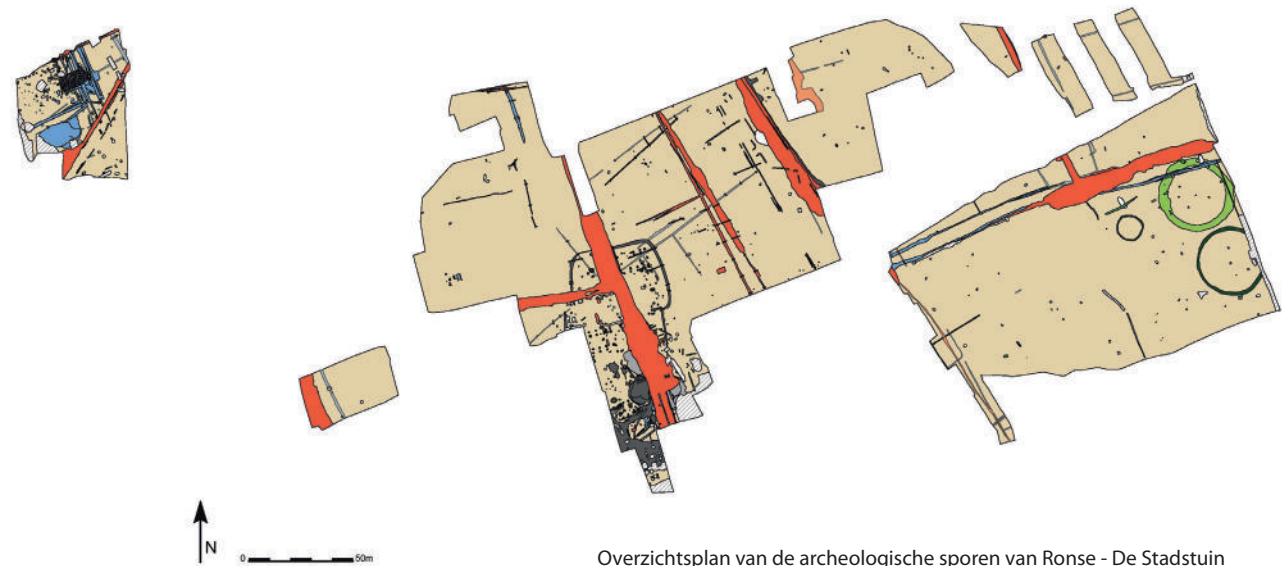 N
0 50m
Overzichtsplan van de archeologische sporen van Ronse - De Stadstuin